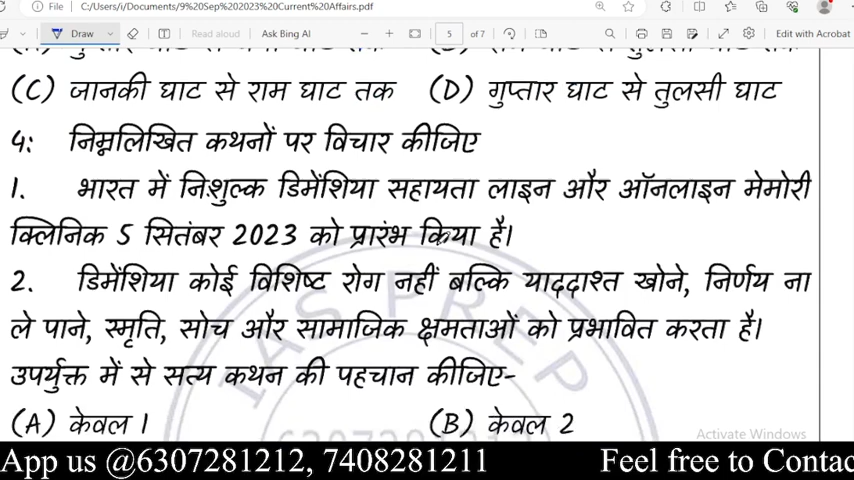 File
C:/Users/i/Documents/9%20Sep%202023%20Current%20Affairs.pdf
Draw
Read aloud
Ask Bing AI
5 of 7
Edit with Acrobat
(C) जानकी घाट से राम घाट तक (D) गुप्तार घाट से तुलसी घाट
4: निम्नलिखित कथनों पर विचार कीजिए
1. भारत में निःशुल्क डिमेंशिया सहायता लाइन और ऑनलाइन मेमोरी
क्लिनिक 5 सितंबर 2023 को प्रारंभ किया है।
2. डिमेंशिया कोई विशिष्ट रोग नहीं बल्कि याददाश्त खोने, निर्णय ना
ले पाने, स्मृति, सोच और सामाजिक क्षमताओं को प्रभावित करता है।
उपर्युक्त में से सत्य कथन की पहचान कीजिए-
(A) केवल 1 (B) केवल 2
IAS PREP
Activate Windows
App us @6307281212, 7408281211 Feel free to Contac